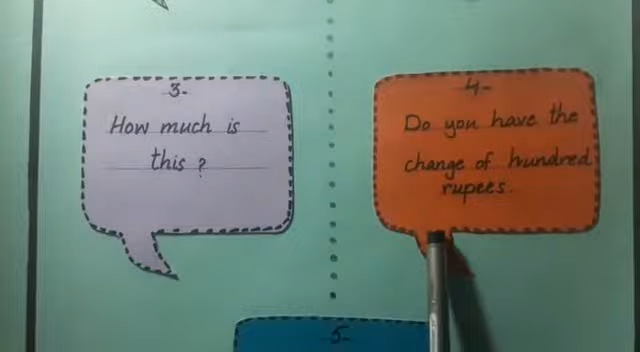 3-
How much is
this ?
4-
Do you have the
change of hundred
rupees.
5-